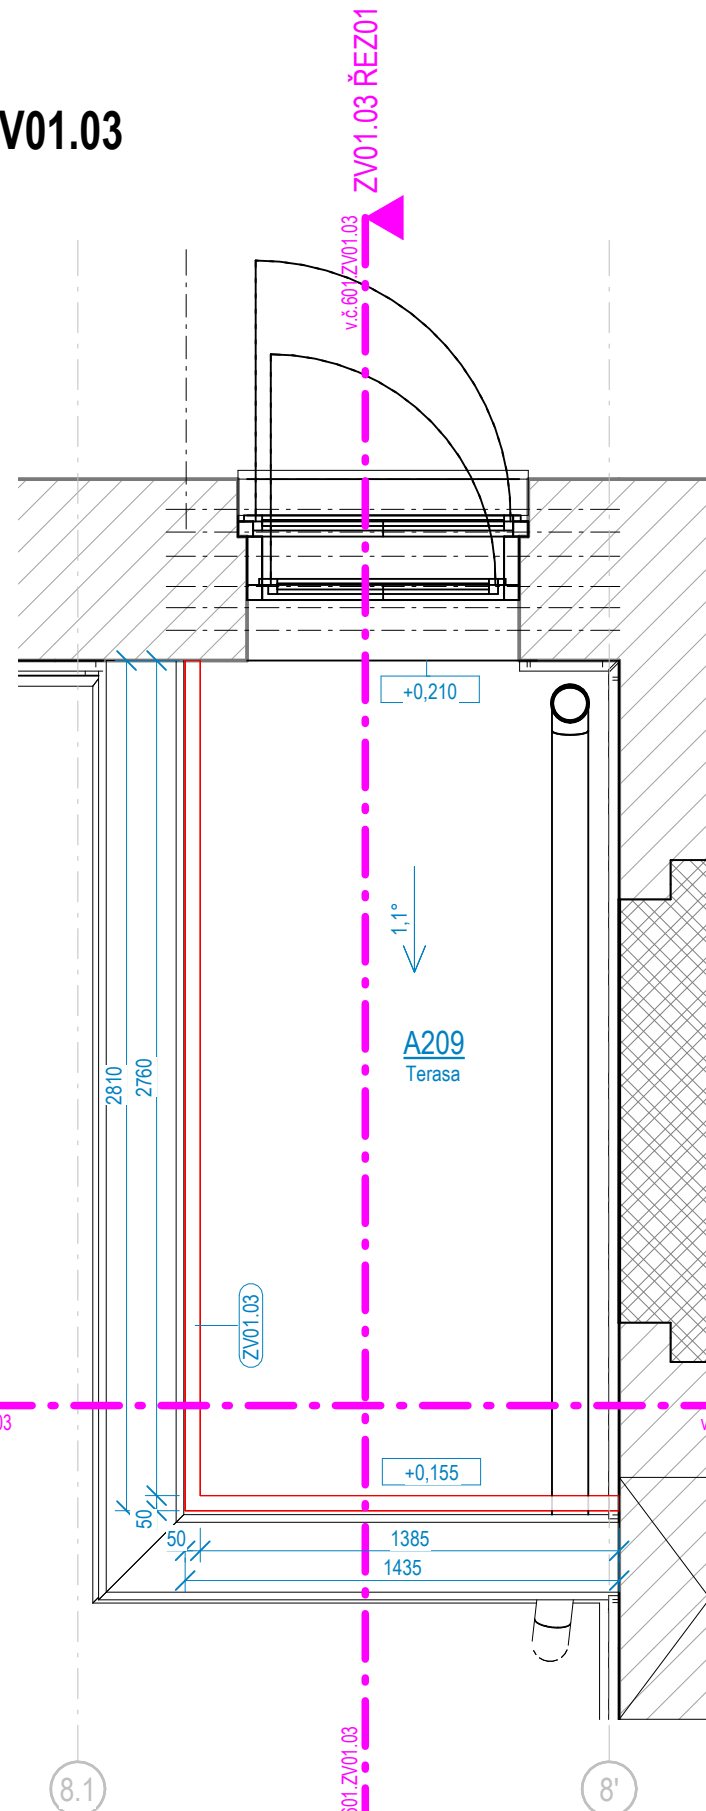 V01.03
ZV01.03 ŘEZ01
v.č.601.ZV01.03
+0,210
1,1°
A209
Terasa
2810
2760
ZV01.03
03
v
+0,155
50
50
1385
1435
601.ZV01.03
8.1
8'